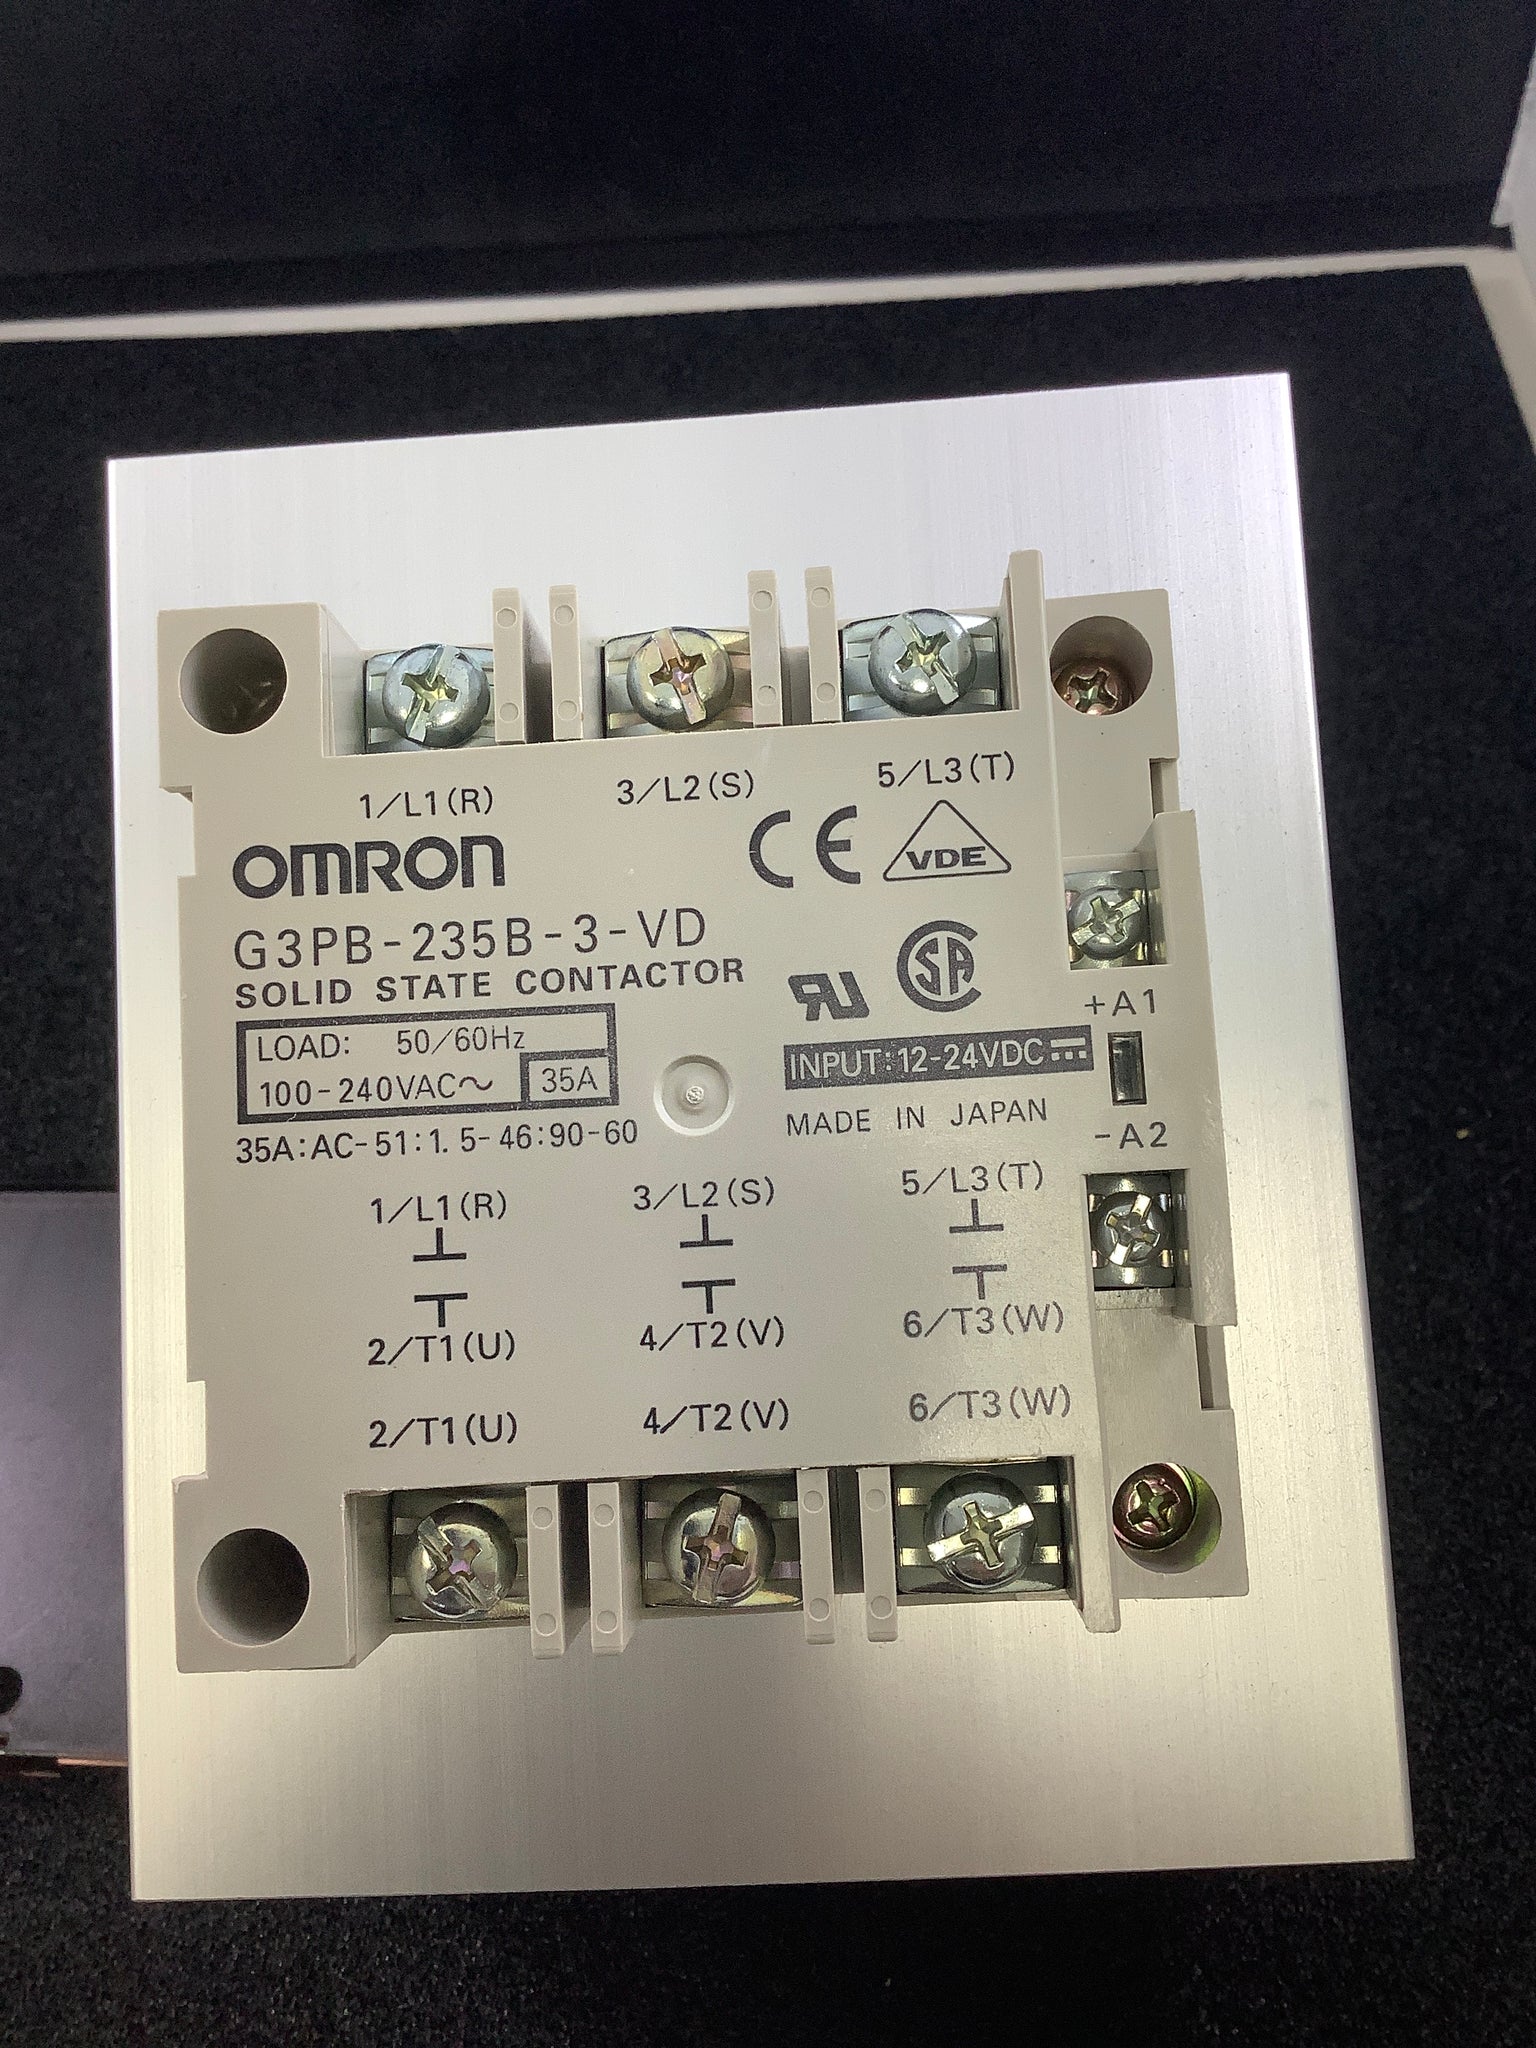 1/L1(R) 3/L2(S) 5/L3(T)
OMRON CE VDE
G3PB-235B-3-VD
SOLID STATE CONTACTOR RU CSA
+A1
LOAD: 50/60Hz
100-240VAC~ 35A
INPUT:12-24VDC⎓
35A:AC-51:1.5-46:90-60
MADE IN JAPAN
-A2
1/L1(R) 3/L2(S) 5/L3(T)
2/T1(U) 4/T2(V) 6/T3(W)
2/T1(U) 4/T2(V) 6/T3(W)